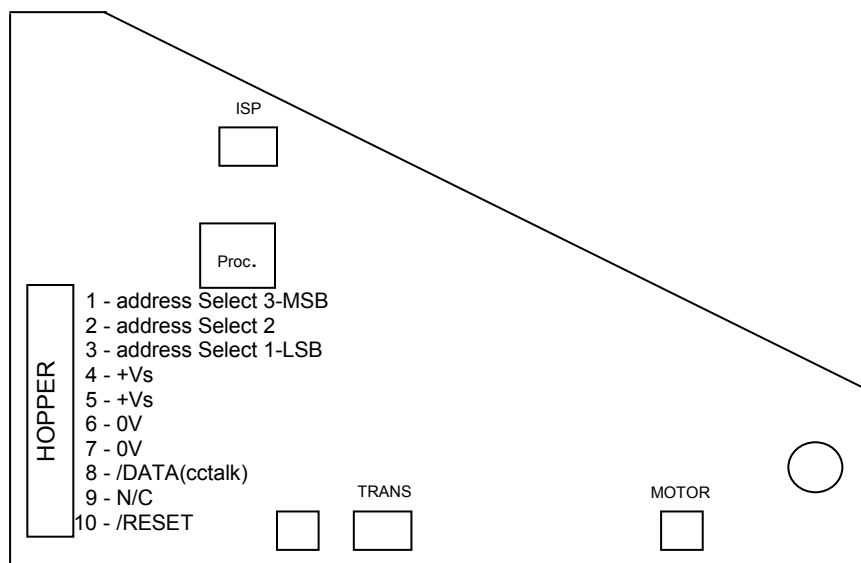 ISP
Proc.
HOPPER
1 - address Select 3-MSB
2 - address Select 2
3 - address Select 1-LSB
4 - +Vs
5 - +Vs
6 - 0V
7 - 0V
8 - /DATA(cctalk)
9 - N/C
10 - /RESET
TRANS
MOTOR